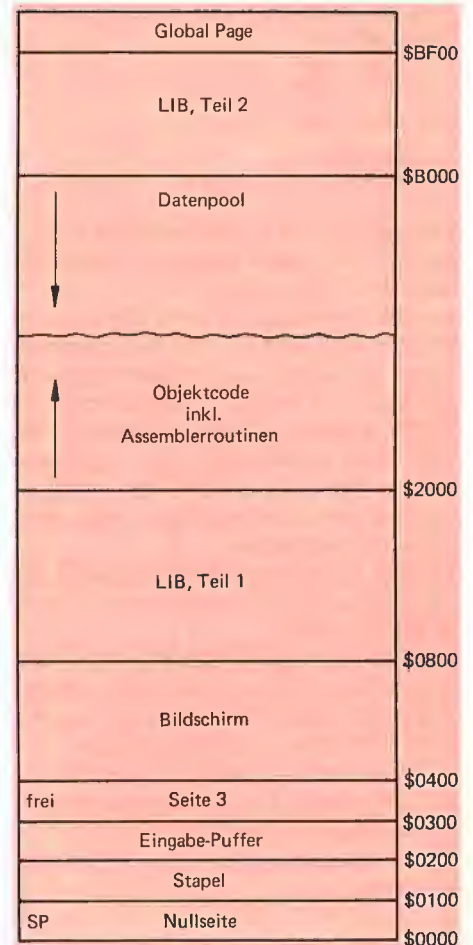 Global Page
$BF00
LIB, Teil 2
$B000
Datenpool
Objektcode
inkl.
Assemblerroutinen
$2000
LIB, Teil 1
$0800
Bildschirm
$0400
frei Seite 3
$0300
Eingabe-Puffer
$0200
Stapel
$0100
SP Nullseite
$0000